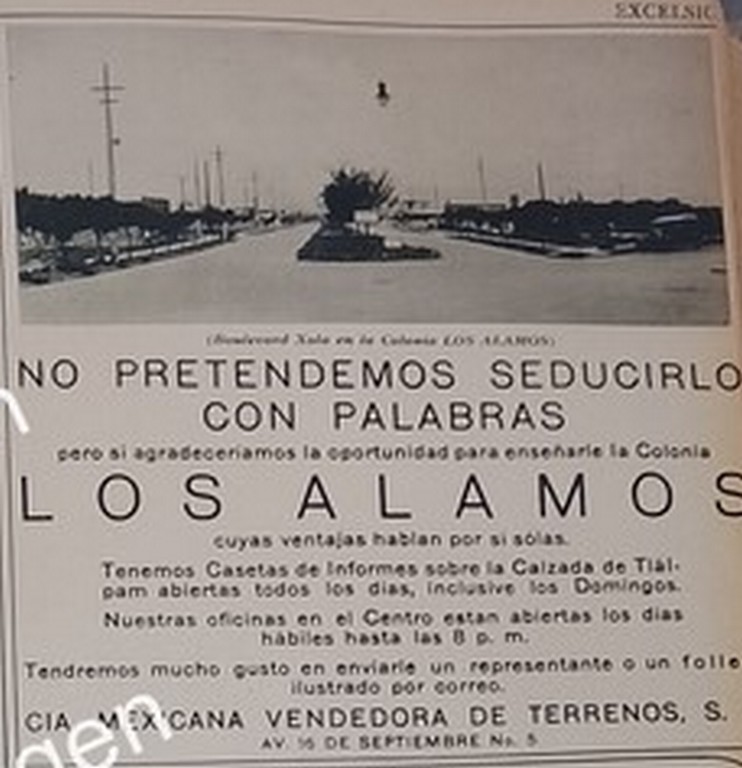 EXCELSIO
(Boulevard Xola en la Colonia LOS ALAMOS)
NO PRETENDEMOS SEDUCIRLO
CON PALABRAS
pero si agradeceriamos la oportunidad para enseñarle la Colonia
LOS ALAMOS
cuyas ventajas hablan por si sólas.
Tenemos Casetas de Informes sobre la Calzada de Tlál-
pam abiertas todos los dias, inclusive los Domingos.
Nuestras oficinas en el Centro estan abiertas los dias
hábiles hasta las 8 p. m.
Tendremos mucho gusto en enviarle un representante o un folle
ilustrado por correo.
CIA. MEXICANA VENDEDORA DE TERRENOS, S.
AV. 16 DE SEPTIEMBRE No. 5
gen